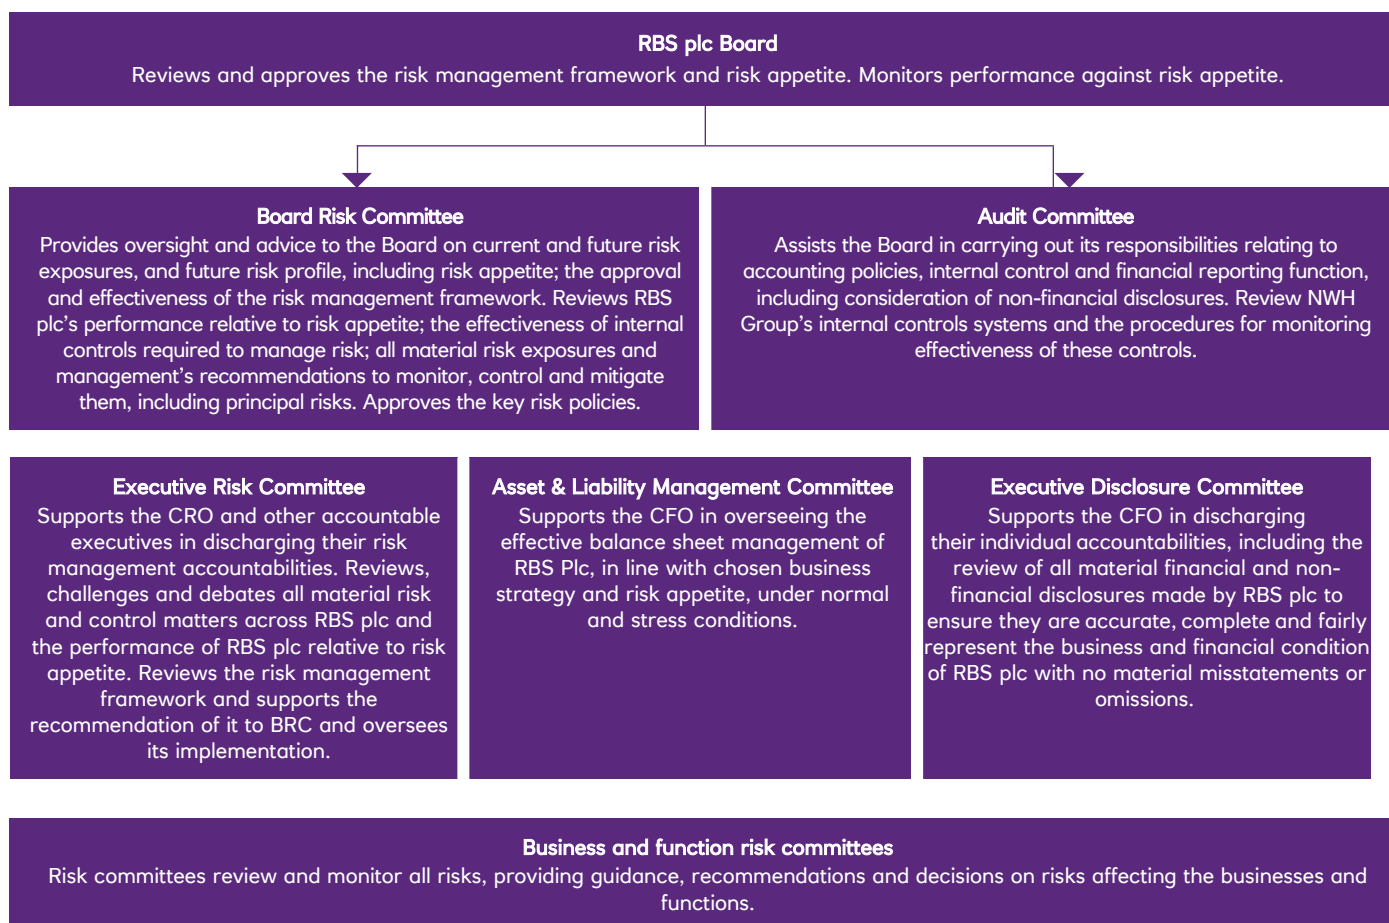 RBS plc Board
Reviews and approves the risk management framework and risk appetite. Monitors performance against risk appetite.
Board Risk Committee
Provides oversight and advice to the Board on current and future risk
exposures, and future risk profile, including risk appetite; the approval
and effectiveness of the risk management framework. Reviews RBS
plc’s performance relative to risk appetite; the effectiveness of internal
controls required to manage risk; all material risk exposures and
management’s recommendations to monitor, control and mitigate
them, including principal risks. Approves the key risk policies.
Audit Committee
Assists the Board in carrying out its responsibilities relating to
accounting policies, internal control and financial reporting function,
including consideration of non-financial disclosures. Review NWH
Group’s internal controls systems and the procedures for monitoring
effectiveness of these controls.
Executive Risk Committee
Supports the CRO and other accountable
executives in discharging their risk
management accountabilities. Reviews,
challenges and debates all material risk
and control matters across RBS plc and
the performance of RBS plc relative to risk
appetite. Reviews the risk management
framework and supports the
recommendation of it to BRC and oversees
its implementation.
Asset & Liability Management Committee
Supports the CFO in overseeing the
effective balance sheet management of
RBS Plc, in line with chosen business
strategy and risk appetite, under normal
and stress conditions.
Executive Disclosure Committee
Supports the CFO in discharging
their individual accountabilities, including the
review of all material financial and non-
financial disclosures made by RBS plc to
ensure they are accurate, complete and fairly
represent the business and financial condition
of RBS plc with no material misstatements or
omissions.
Business and function risk committees
Risk committees review and monitor all risks, providing guidance, recommendations and decisions on risks affecting the businesses and
functions.